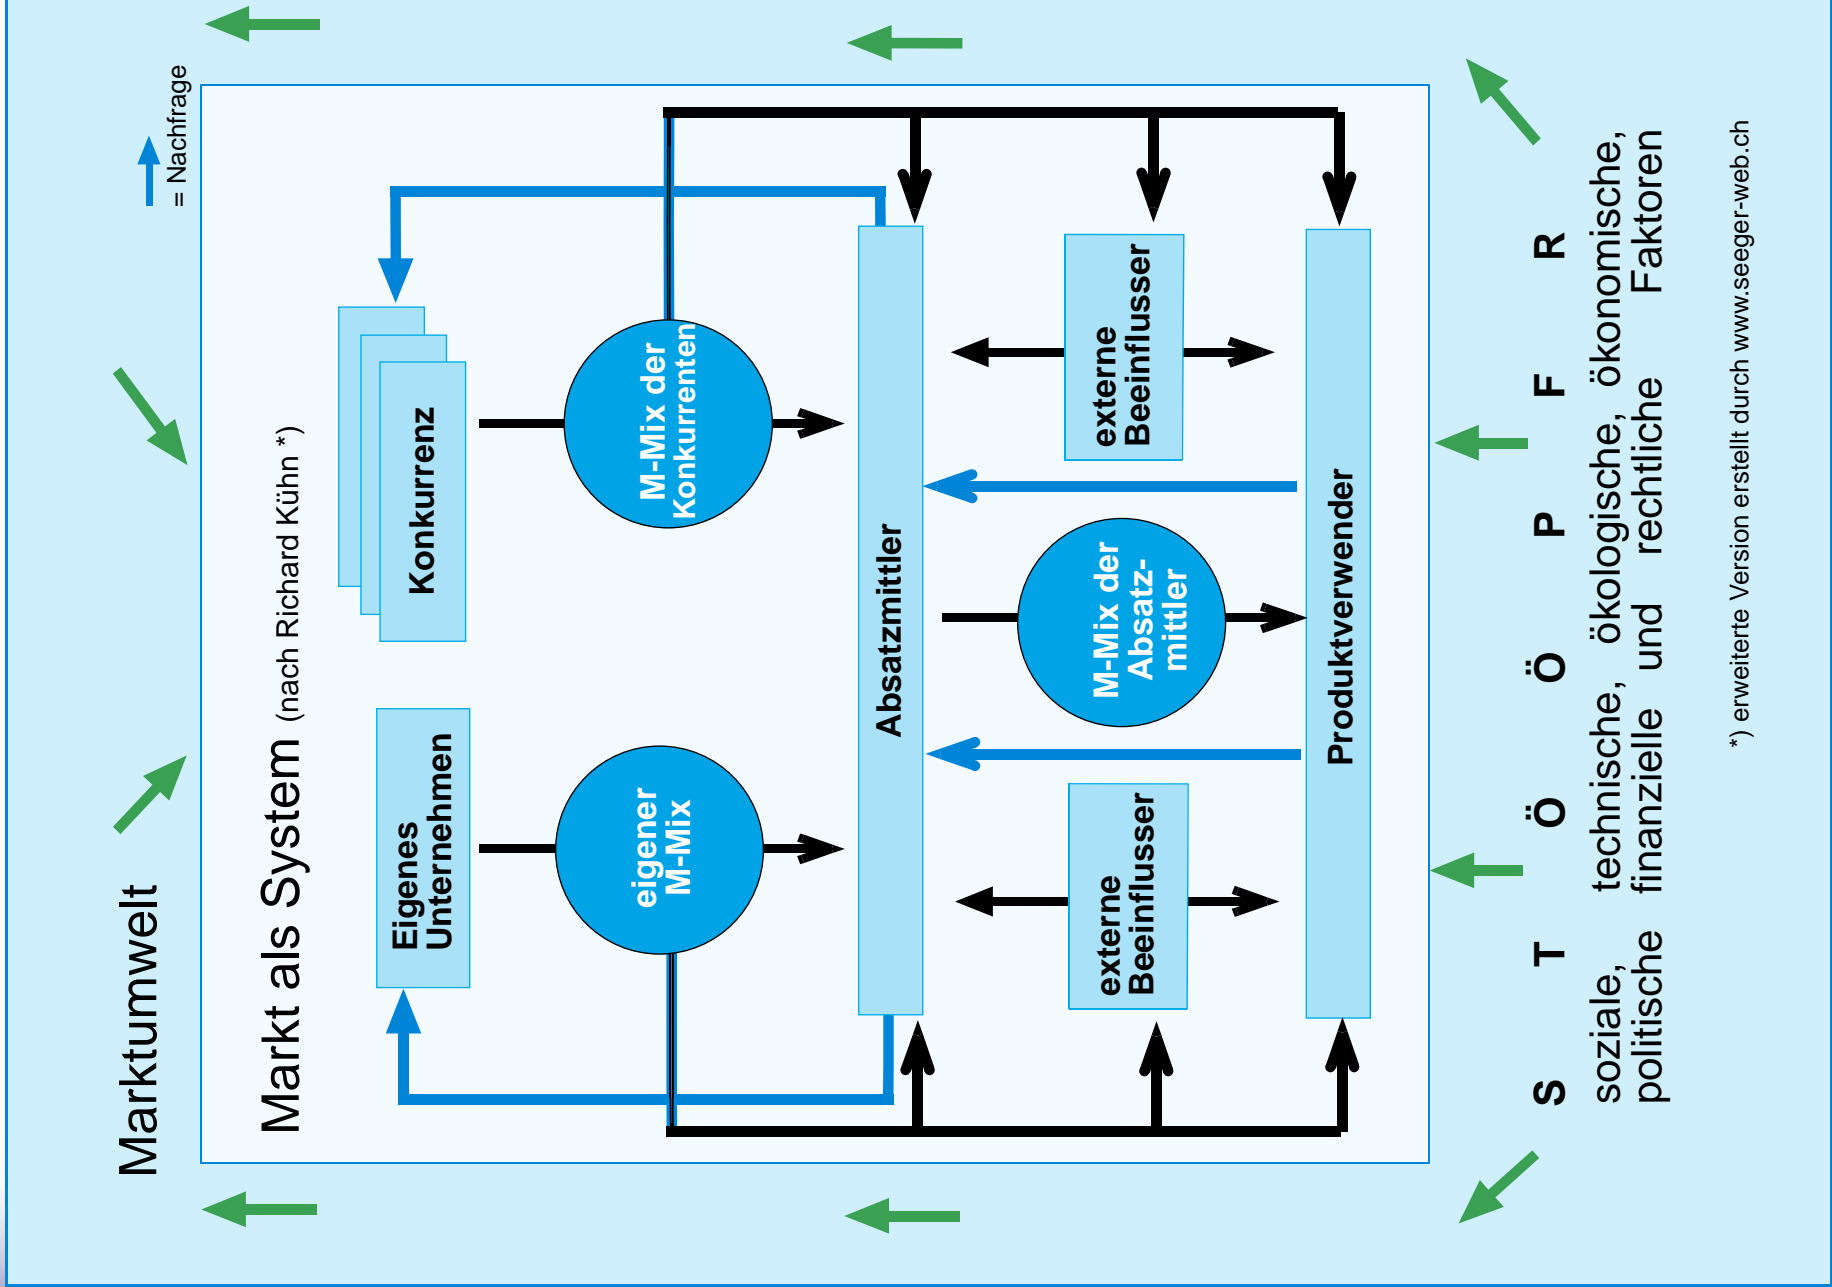 Marktumwelt
= Nachfrage
Markt als System (nach Richard Kühn *)
Eigenes
Unternehmen
Konkurrenz
eigener
M-Mix
M-Mix der
Konkurrenten
Absatzmittler
externe
Beeinflusser
M-Mix der
Absatz-
mittler
externe
Beeinflusser
Produktverwender
S T Ö Ö P F R
soziale, technische, ökologische, ökonomische,
politische finanzielle und rechtliche Faktoren
*) erweiterte Version erstellt durch www.seeger-web.ch